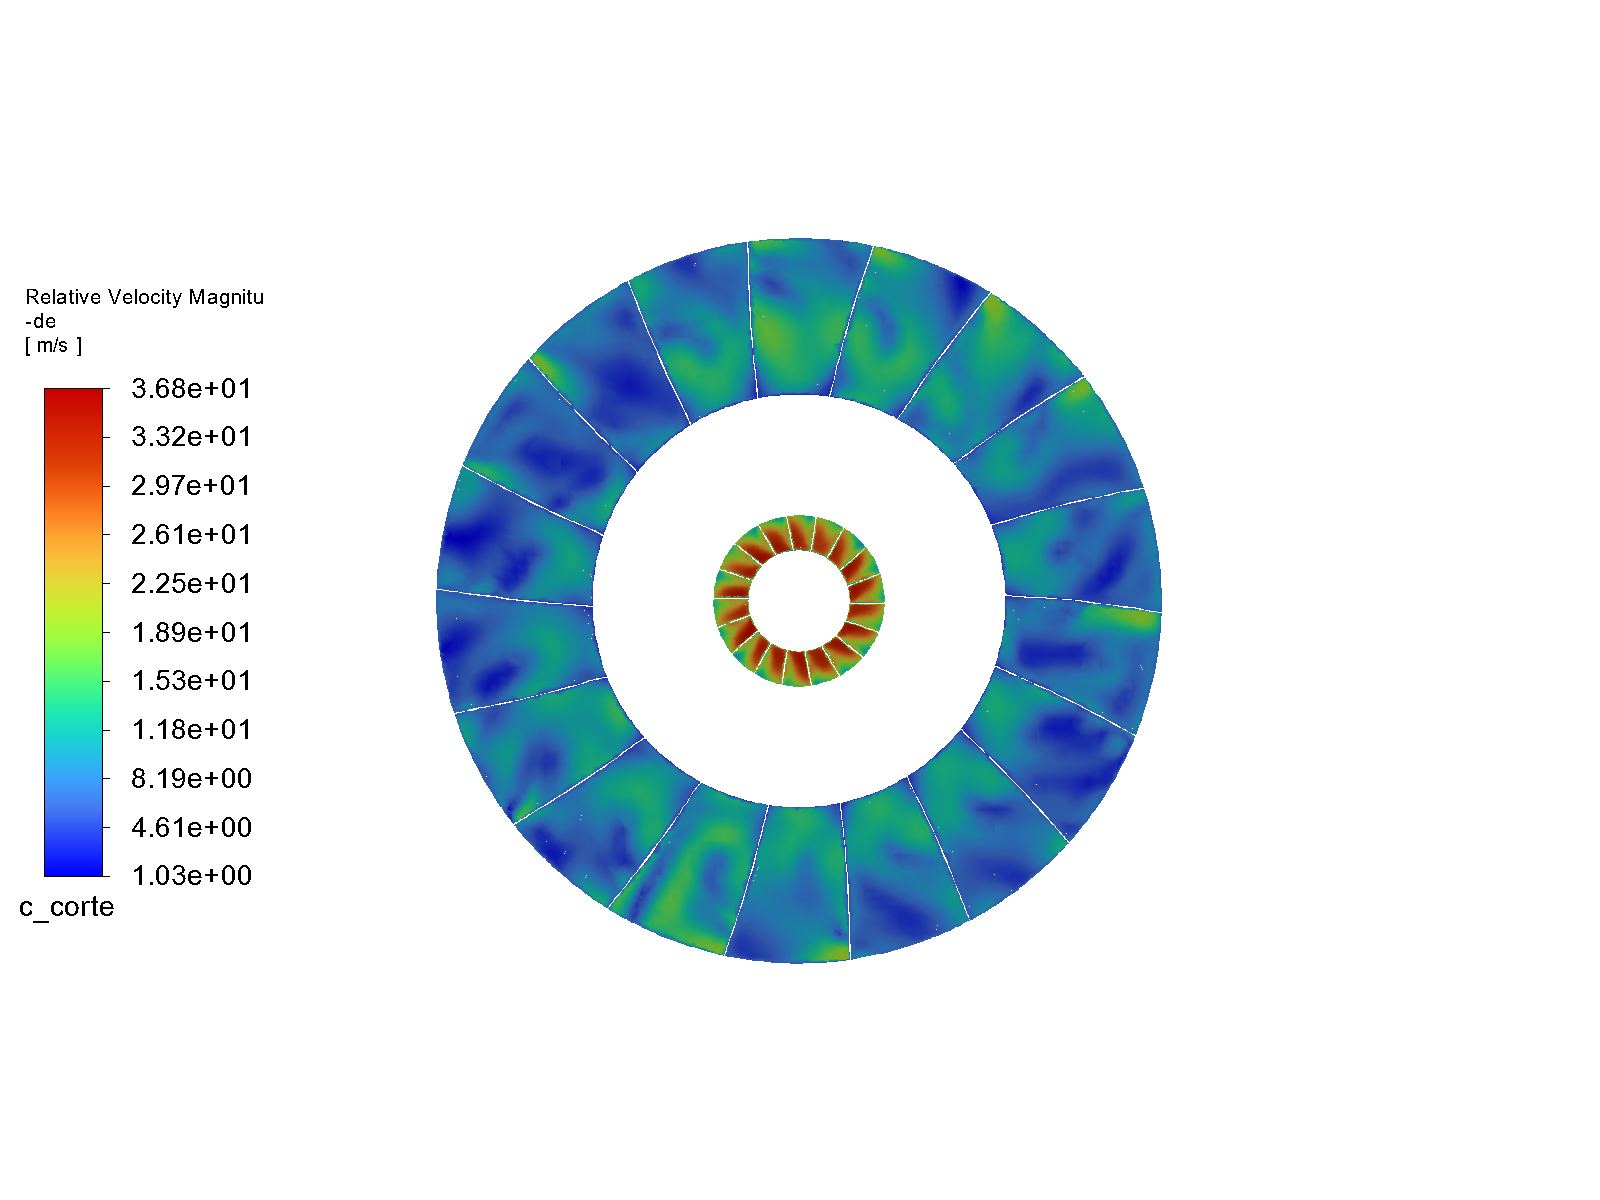 Relative Velocity Magnitu
-de
[ m/s ]
3.68e+01
3.32e+01
2.97e+01
2.61e+01
2.25e+01
1.89e+01
1.53e+01
1.18e+01
8.19e+00
4.61e+00
1.03e+00
c_corte